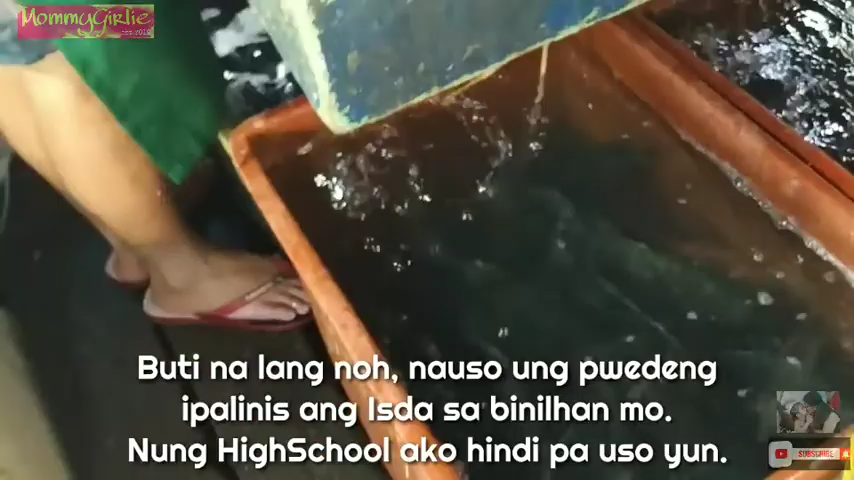 MommyGirlie
Buti na lang noh, nauso ung pwedeng
ipalinis ang Isda sa binilhan mo.
Nung HighSchool ako hindi pa uso yun.
SUBSCRIBE